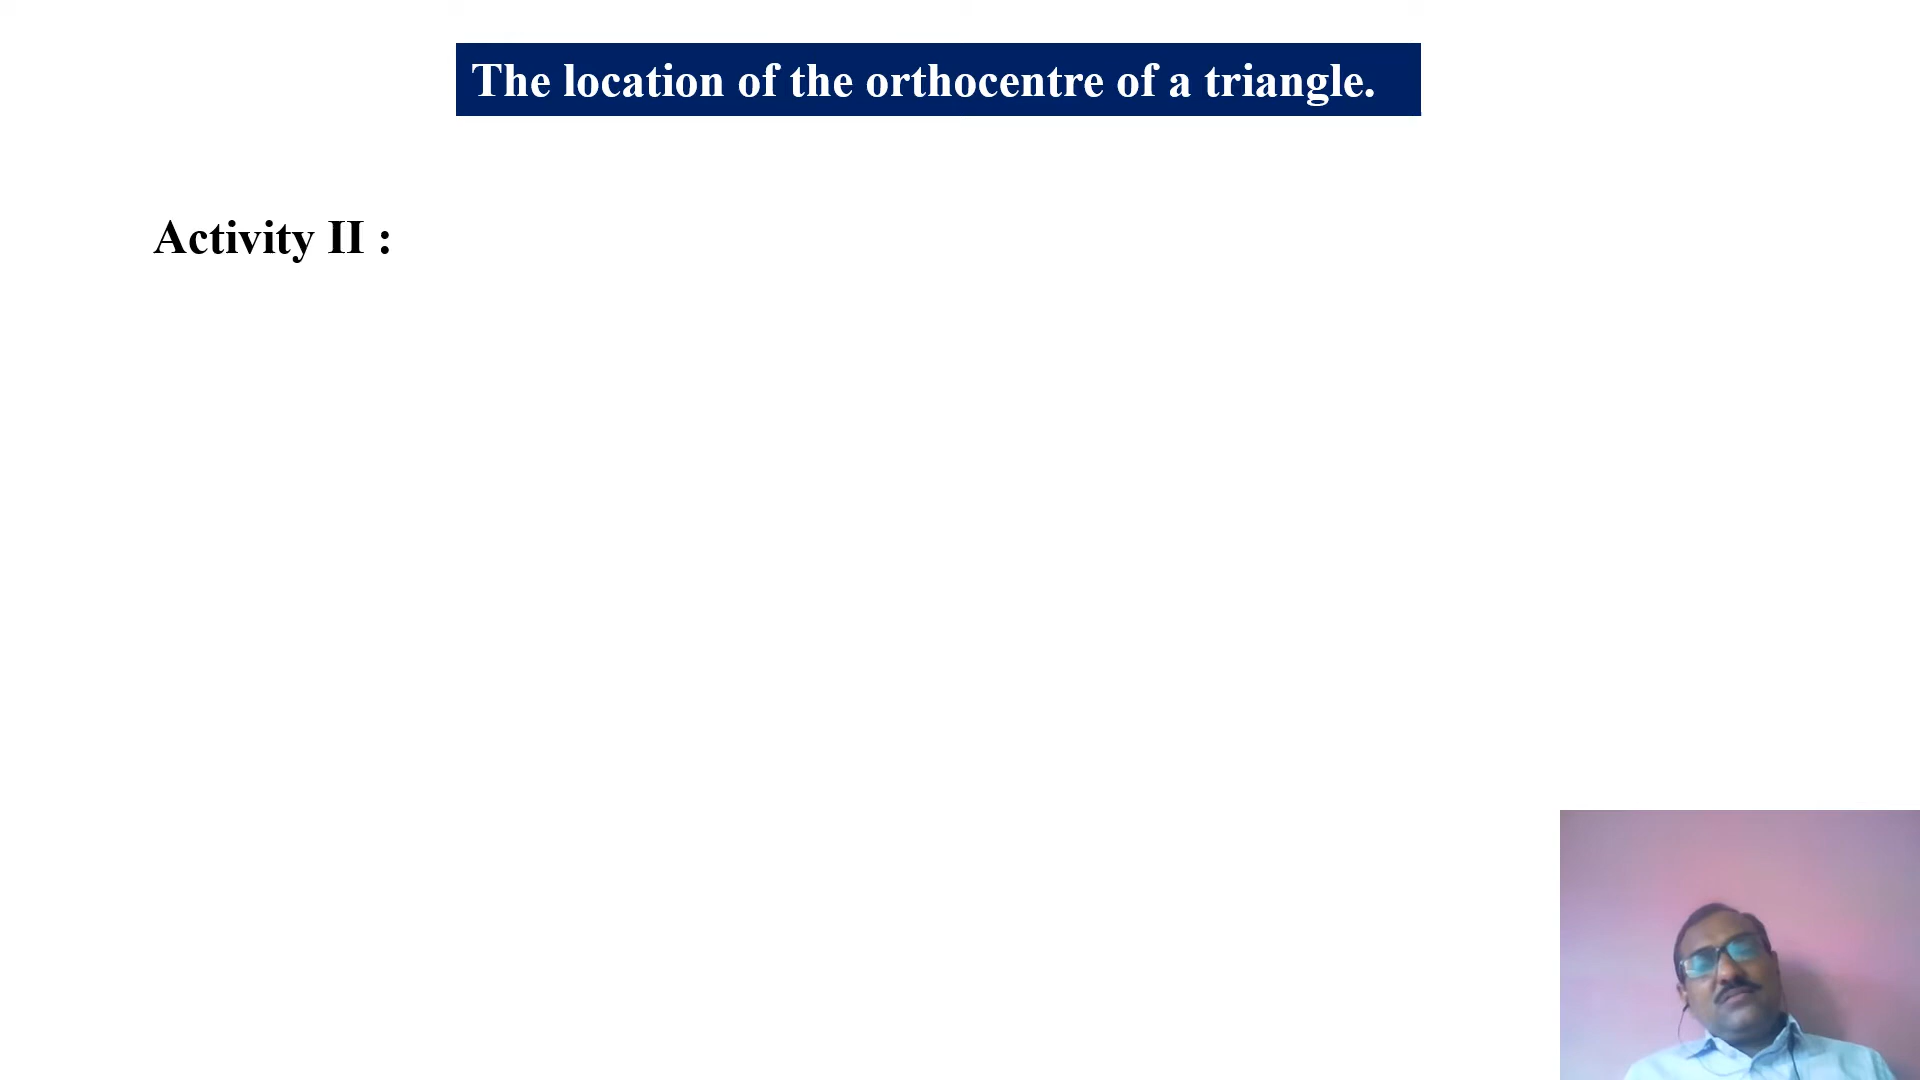 The location of the orthocentre of a triangle.
Activity II :